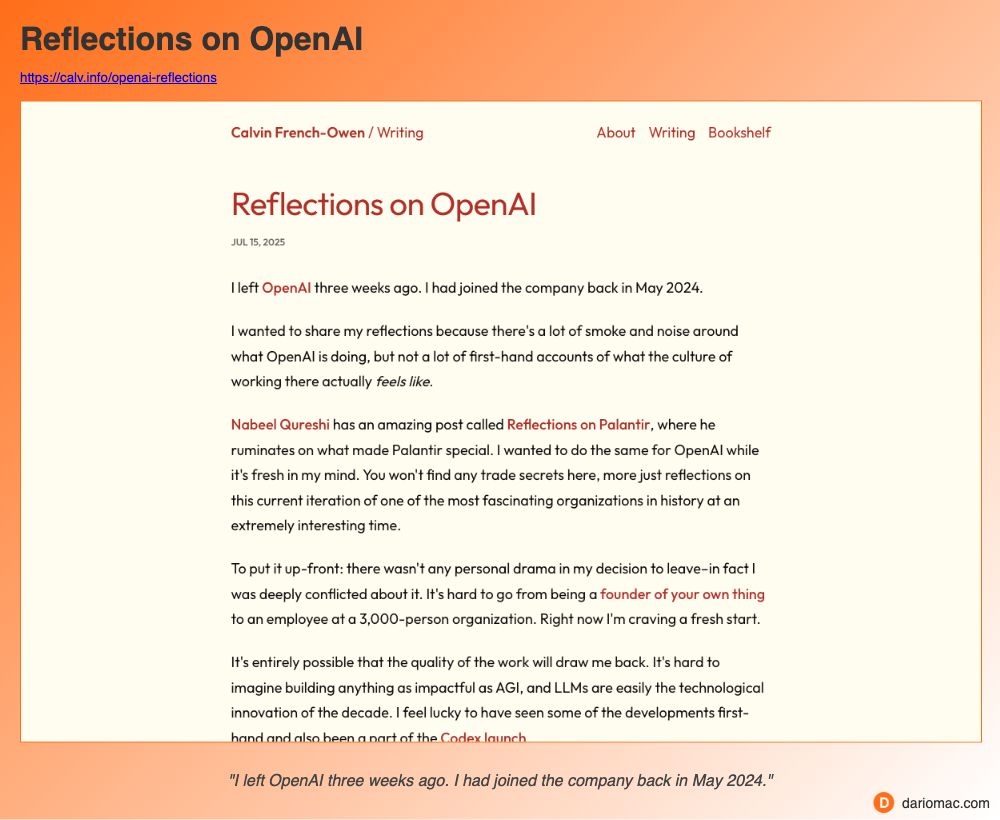 Reflections on OpenAI
https://calv.info/openai-reflections
Calvin French-Owen / Writing
About Writing Bookshelf
Reflections on OpenAI
JUL 15, 2025
I left OpenAI three weeks ago. I had joined the company back in May 2024.
I wanted to share my reflections because there's a lot of smoke and noise around
what OpenAI is doing, but not a lot of first-hand accounts of what the culture of
working there actually feels like.
Nabeel Qureshi has an amazing post called Reflections on Palantir, where he
ruminates on what made Palantir special. I wanted to do the same for OpenAI while
it's fresh in my mind. You won't find any trade secrets here, more just reflections on
this current iteration of one of the most fascinating organizations in history at an
extremely interesting time.
To put it up-front: there wasn't any personal drama in my decision to leave–in fact I
was deeply conflicted about it. It's hard to go from being a founder of your own thing
to an employee at a 3,000-person organization. Right now I'm craving a fresh start.
It's entirely possible that the quality of the work will draw me back. It's hard to
imagine building anything as impactful as AGI, and LLMs are easily the technological
innovation of the decade. I feel lucky to have seen some of the developments first-
hand and also been a part of the Codex launch
"I left OpenAI three weeks ago. I had joined the company back in May 2024."
D dariomac.com